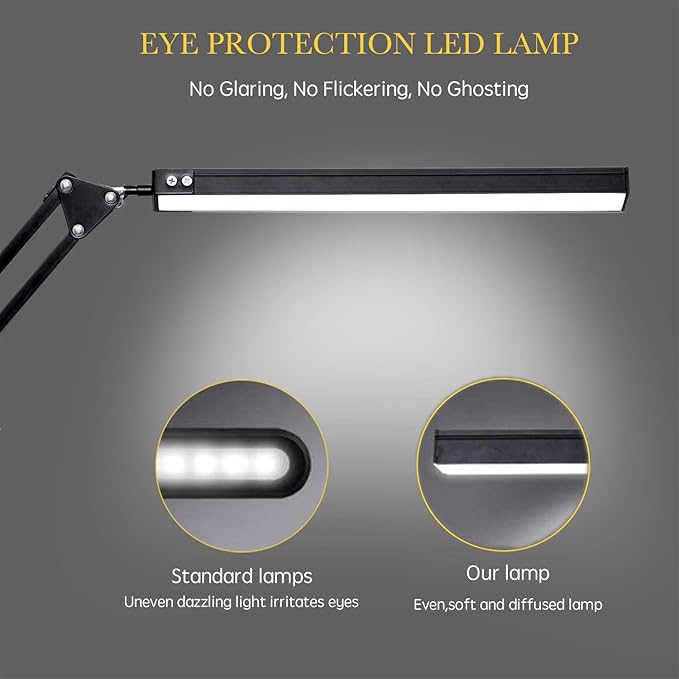 EYE PROTECTION LED LAMP
No Glaring, No Flickering, No Ghosting
Standard lamps
Uneven dazzling light irritates eyes
Our lamp
Even,soft and diffused lamp